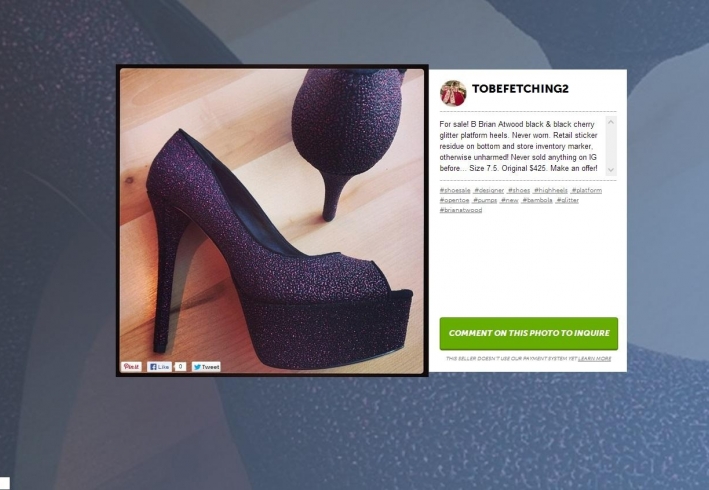 TOBEFETCHING2
For sale! B Brian Atwood black & black cherry
glitter platform heels. Never worn. Retail sticker
residue on bottom and store inventory marker,
otherwise unharmed! Never sold anything on IG
before... Size 7.5. Original $425. Make an offer!
#shoesale #designer #shoes #highheels #platform
#opentoe #pumps #new #bambola #glitter
#brianatwood
COMMENT ON THIS PHOTO TO INQUIRE
THIS SELLER DOESN'T USE OUR PAYMENT SYSTEM YET LEARN MORE
Pin it Like 0 Tweet